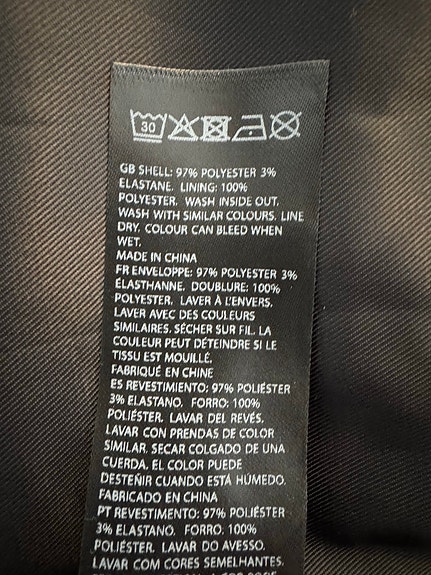 30
GB SHELL: 97% POLYESTER 3%
ELASTANE. LINING: 100%
POLYESTER. WASH INSIDE OUT.
WASH WITH SIMILAR COLOURS. LINE
DRY. COLOUR CAN BLEED WHEN
WET.
MADE IN CHINA
FR ENVELOPPE: 97% POLYESTER 3%
ÉLASTHANNE. DOUBLURE: 100%
POLYESTER. LAVER À L'ENVERS.
LAVER AVEC DES COULEURS
SIMILAIRES. SÉCHER SUR FIL. LA
COULEUR PEUT DÉTEINDRE SI LE
TISSU EST MOUILLÉ.
FABRIQUÉ EN CHINE
ES REVESTIMIENTO: 97% POLIÉSTER
3% ELASTANO. FORRO: 100%
POLIÉSTER. LAVAR DEL REVÉS.
LAVAR CON PRENDAS DE COLOR
SIMILAR. SECAR COLGADO DE UNA
CUERDA. EL COLOR PUEDE
DESTEÑIR CUANDO ESTÁ HÚMEDO.
FABRICADO EN CHINA
PT REVESTIMENTO: 97% POLIÉSTER
3% ELASTANO. FORRO: 100%
POLIÉSTER. LAVAR DO AVESSO.
LAVAR COM CORES SEMELHANTES.